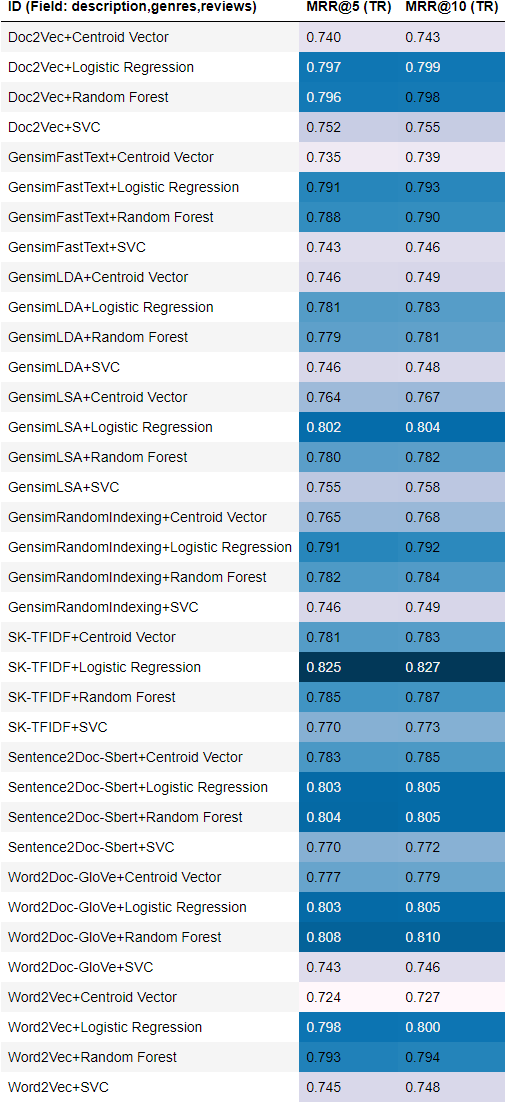 ID (Field: description,genres,reviews) MRR@5 (TR) MRR@10 (TR)
Doc2Vec+Centroid Vector 0.740 0.743
Doc2Vec+Logistic Regression 0.797 0.799
Doc2Vec+Random Forest 0.796 0.798
Doc2Vec+SVC 0.752 0.755
GensimFastText+Centroid Vector 0.735 0.739
GensimFastText+Logistic Regression 0.791 0.793
GensimFastText+Random Forest 0.788 0.790
GensimFastText+SVC 0.743 0.746
GensimLDA+Centroid Vector 0.746 0.749
GensimLDA+Logistic Regression 0.781 0.783
GensimLDA+Random Forest 0.779 0.781
GensimLDA+SVC 0.746 0.748
GensimLSA+Centroid Vector 0.764 0.767
GensimLSA+Logistic Regression 0.802 0.804
GensimLSA+Random Forest 0.780 0.782
GensimLSA+SVC 0.755 0.758
GensimRandomIndexing+Centroid Vector 0.765 0.768
GensimRandomIndexing+Logistic Regression 0.791 0.792
GensimRandomIndexing+Random Forest 0.782 0.784
GensimRandomIndexing+SVC 0.746 0.749
SK-TFIDF+Centroid Vector 0.781 0.783
SK-TFIDF+Logistic Regression 0.825 0.827
SK-TFIDF+Random Forest 0.785 0.787
SK-TFIDF+SVC 0.770 0.773
Sentence2Doc-Sbert+Centroid Vector 0.783 0.785
Sentence2Doc-Sbert+Logistic Regression 0.803 0.805
Sentence2Doc-Sbert+Random Forest 0.804 0.805
Sentence2Doc-Sbert+SVC 0.770 0.772
Word2Doc-GloVe+Centroid Vector 0.777 0.779
Word2Doc-GloVe+Logistic Regression 0.803 0.805
Word2Doc-GloVe+Random Forest 0.808 0.810
Word2Doc-GloVe+SVC 0.743 0.746
Word2Vec+Centroid Vector 0.724 0.727
Word2Vec+Logistic Regression 0.798 0.800
Word2Vec+Random Forest 0.793 0.794
Word2Vec+SVC 0.745 0.748